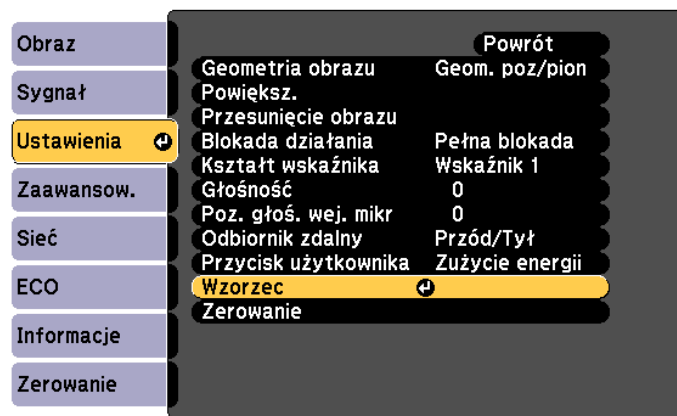 Obraz
Sygnał
Ustawienia
Zaawansow.
Sieć
ECO
Informacje
Zerowanie
Powrót
Geometria obrazu Geom. poz/pion
Powiększ.
Przesunięcie obrazu
Blokada działania Pełna blokada
Kształt wskaźnika Wskaźnik 1
Głośność 0
Poz. głoś. wej. mikr 0
Odbiornik zdalny Przód/Tył
Przycisk użytkownika Zużycie energii
Wzorzec
Zerowanie